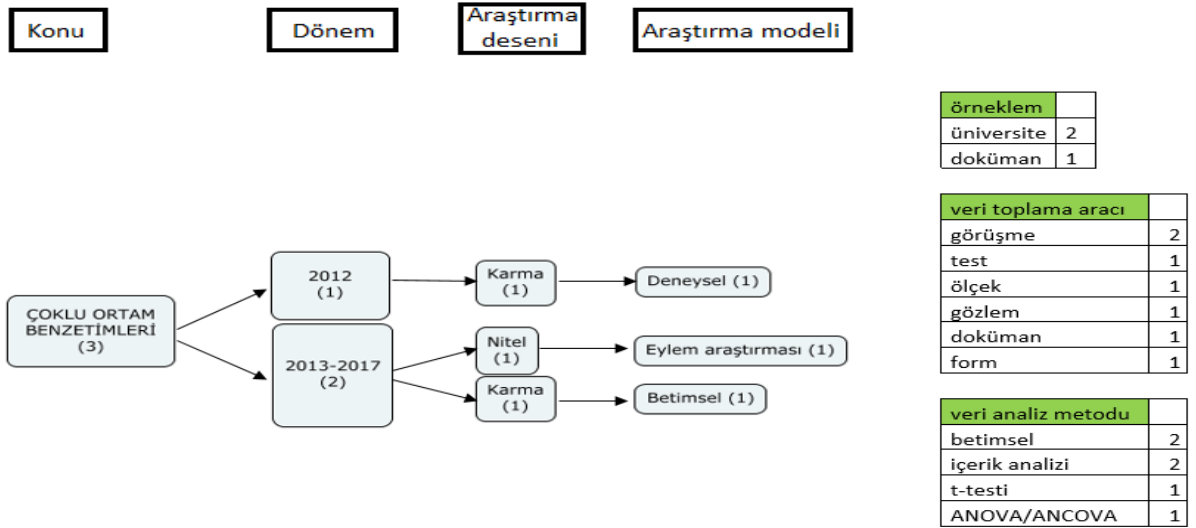 Konu
Dönem
Araştırma
deseni
Araştırma modeli
ÇOKLU ORTAM
BENZETİMLERİ
(3)
2012
(1)
2013-2017
(2)
Karma
(1)
Nitel
(1)
Karma
(1)
Deneysel (1)
Eylem araştırması (1)
Betimsel (1)
örneklem
üniversite 2
doküman 1
veri toplama aracı
görüşme 2
test 1
ölçek 1
gözlem 1
doküman 1
form 1
veri analiz metodu
betimsel 2
içerik analizi 2
t-testi 1
ANOVA/ANCOVA 1